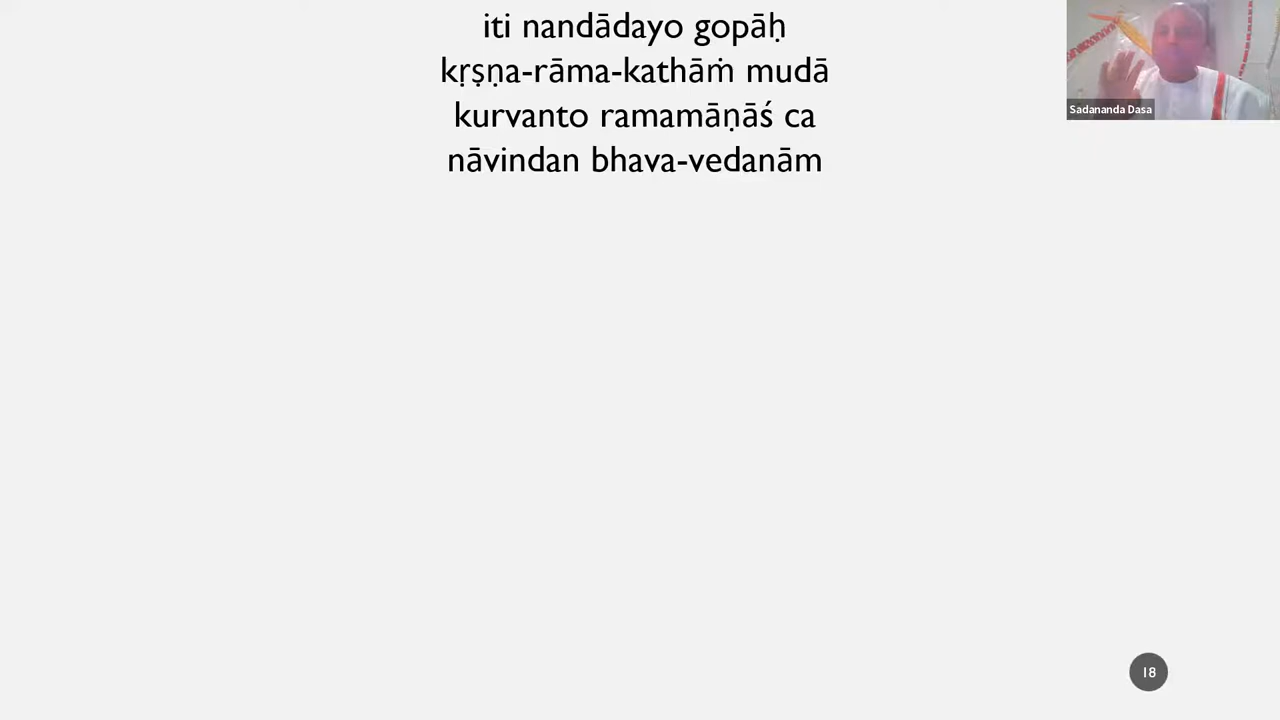 iti nandādayo gopāḥ
kṛṣṇa-rāma-kathāṁ mudā
kurvanto ramamāṇāś ca
nāvindan bhava-vedanām
Sadananda Dasa
18